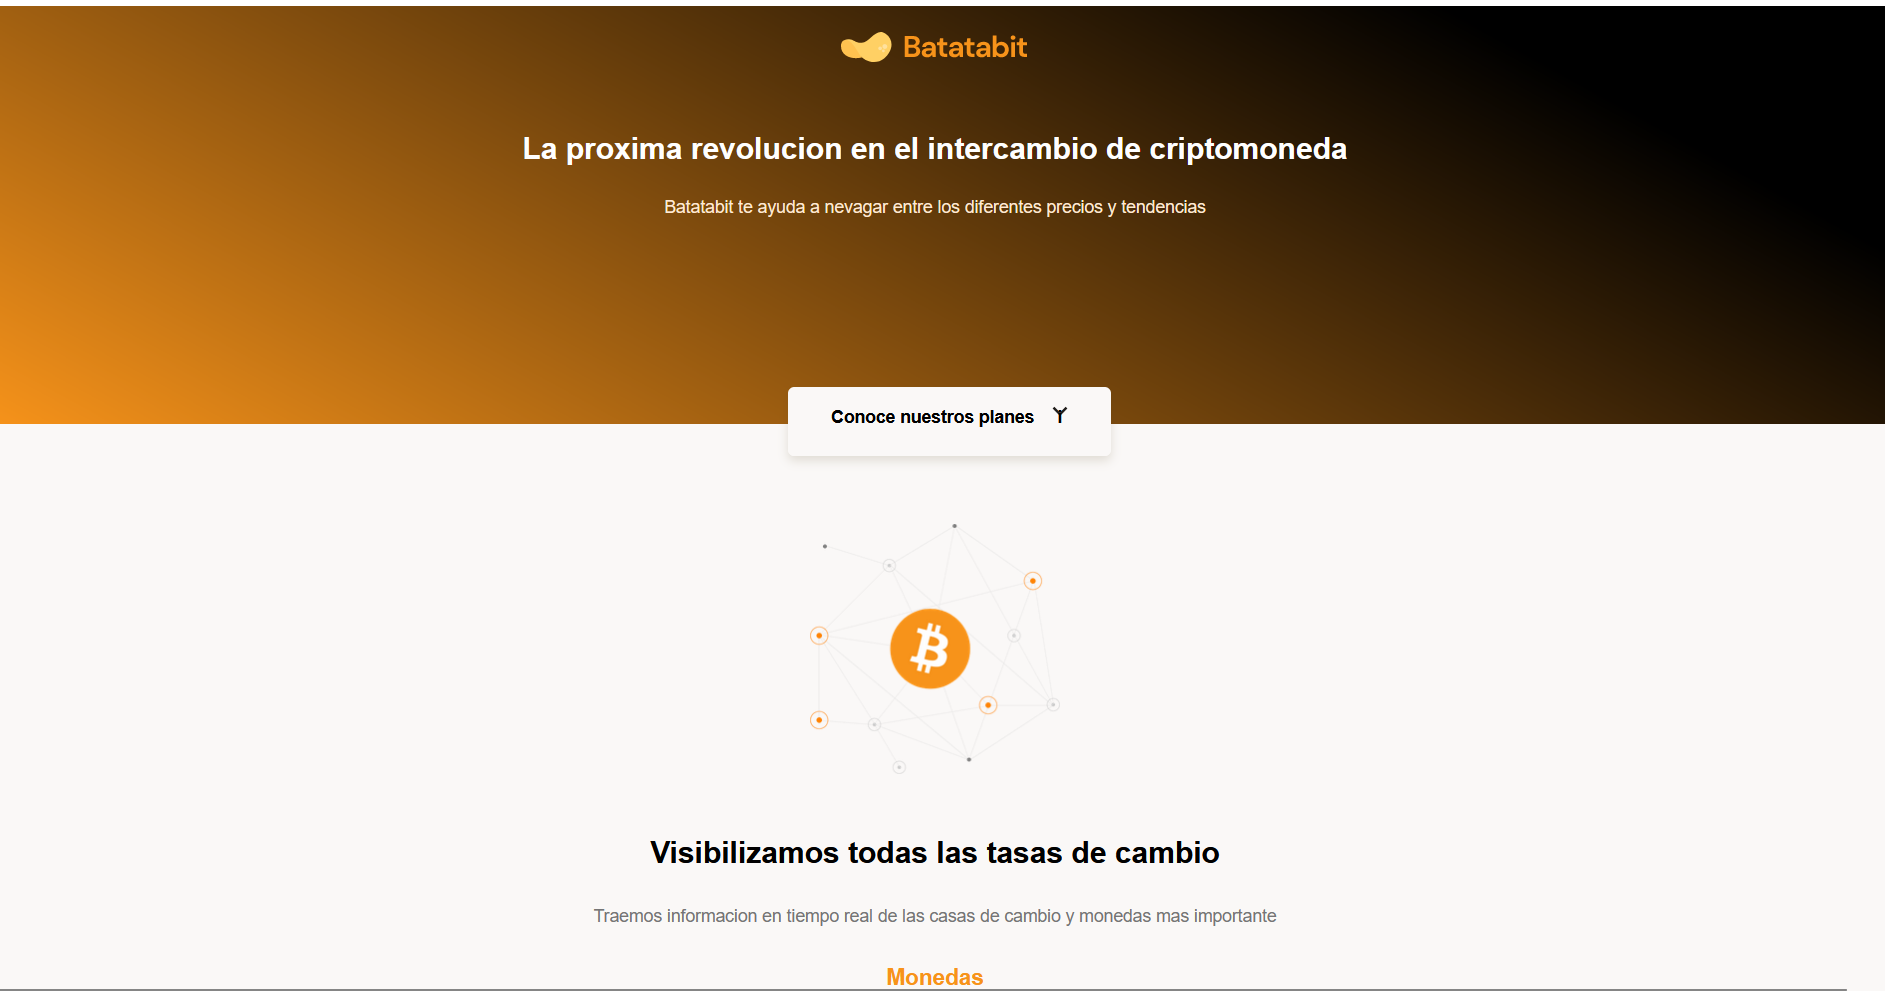 Batatabit
La proxima revolucion en el intercambio de criptomoneda
Batatabit te ayuda a nevagar entre los diferentes precios y tendencias
Conoce nuestros planes
Visibilizamos todas las tasas de cambio
Traemos informacion en tiempo real de las casas de cambio y monedas mas importante
Monedas